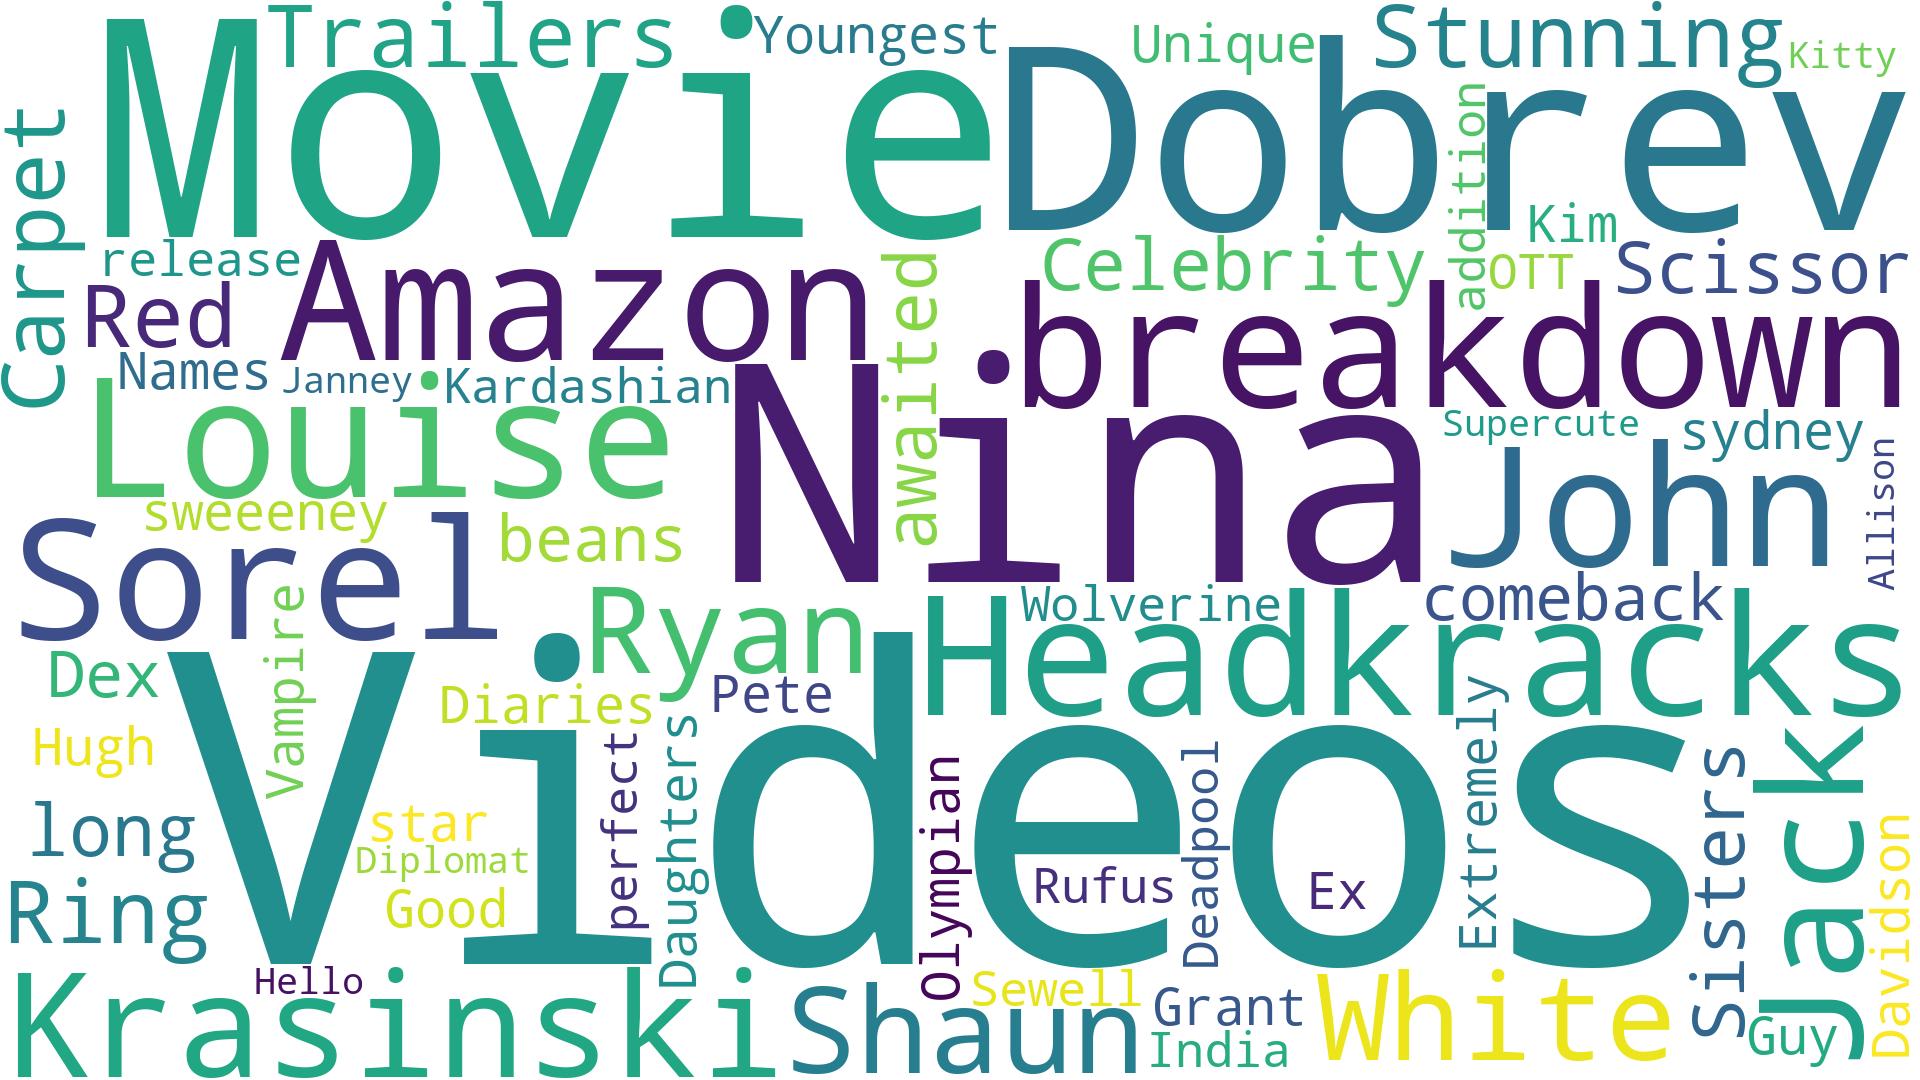 Trailers
Youngest
Unique
Stunning
Kitty
Movie
Dobrev
Carpet
addition
Kim
release
Amazon
awaited
Celebrity
OTT
Scissor
Red
breakdown
Names
Janney
Kardashian
Louise
Nina
Supercute
sydney
sweeeney
beans
John
Allison
Sorel
Ryan
Wolverine
comeback
Headkracks
Dex
Vampire
Diaries
Pete
Hugh
Videos
perfect
Daughters
Olympian
Deadpool
Extremely
Sisters
Jacks
long
star
Diplomat
Rufus
Ex
Davidson
Ring
Good
Hello
Krasinski
Shaun
Sewell
Grant
India
White
Guy